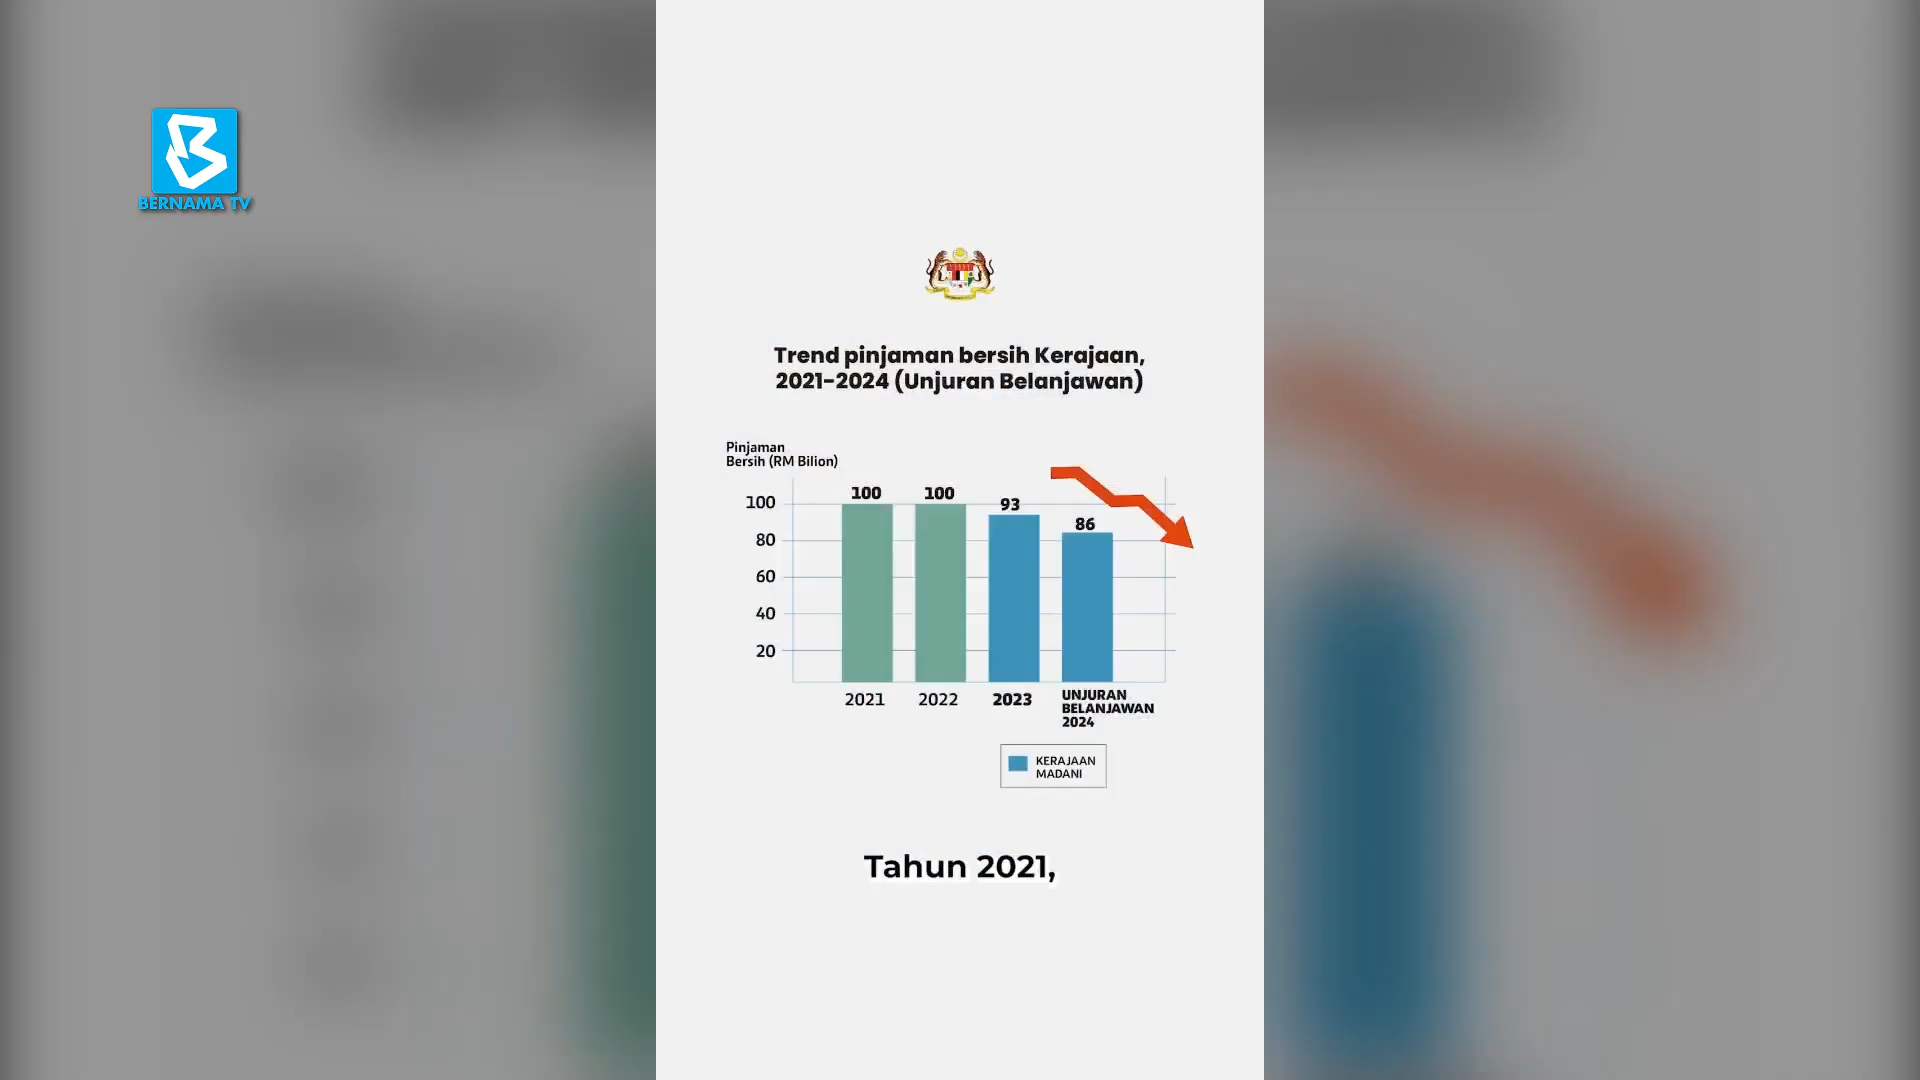 BERNAMA TV
Trend pinjaman bersih Kerajaan,
2021-2024 (Unjuran Belanjawan)
Pinjaman
Bersih (RM Bilion)
100
80
60
40
20
100
100
93
86
2021
2022
2023
UNJURAN
BELANJAWAN
2024
KERAJAAN
MADANI
Tahun 2021,